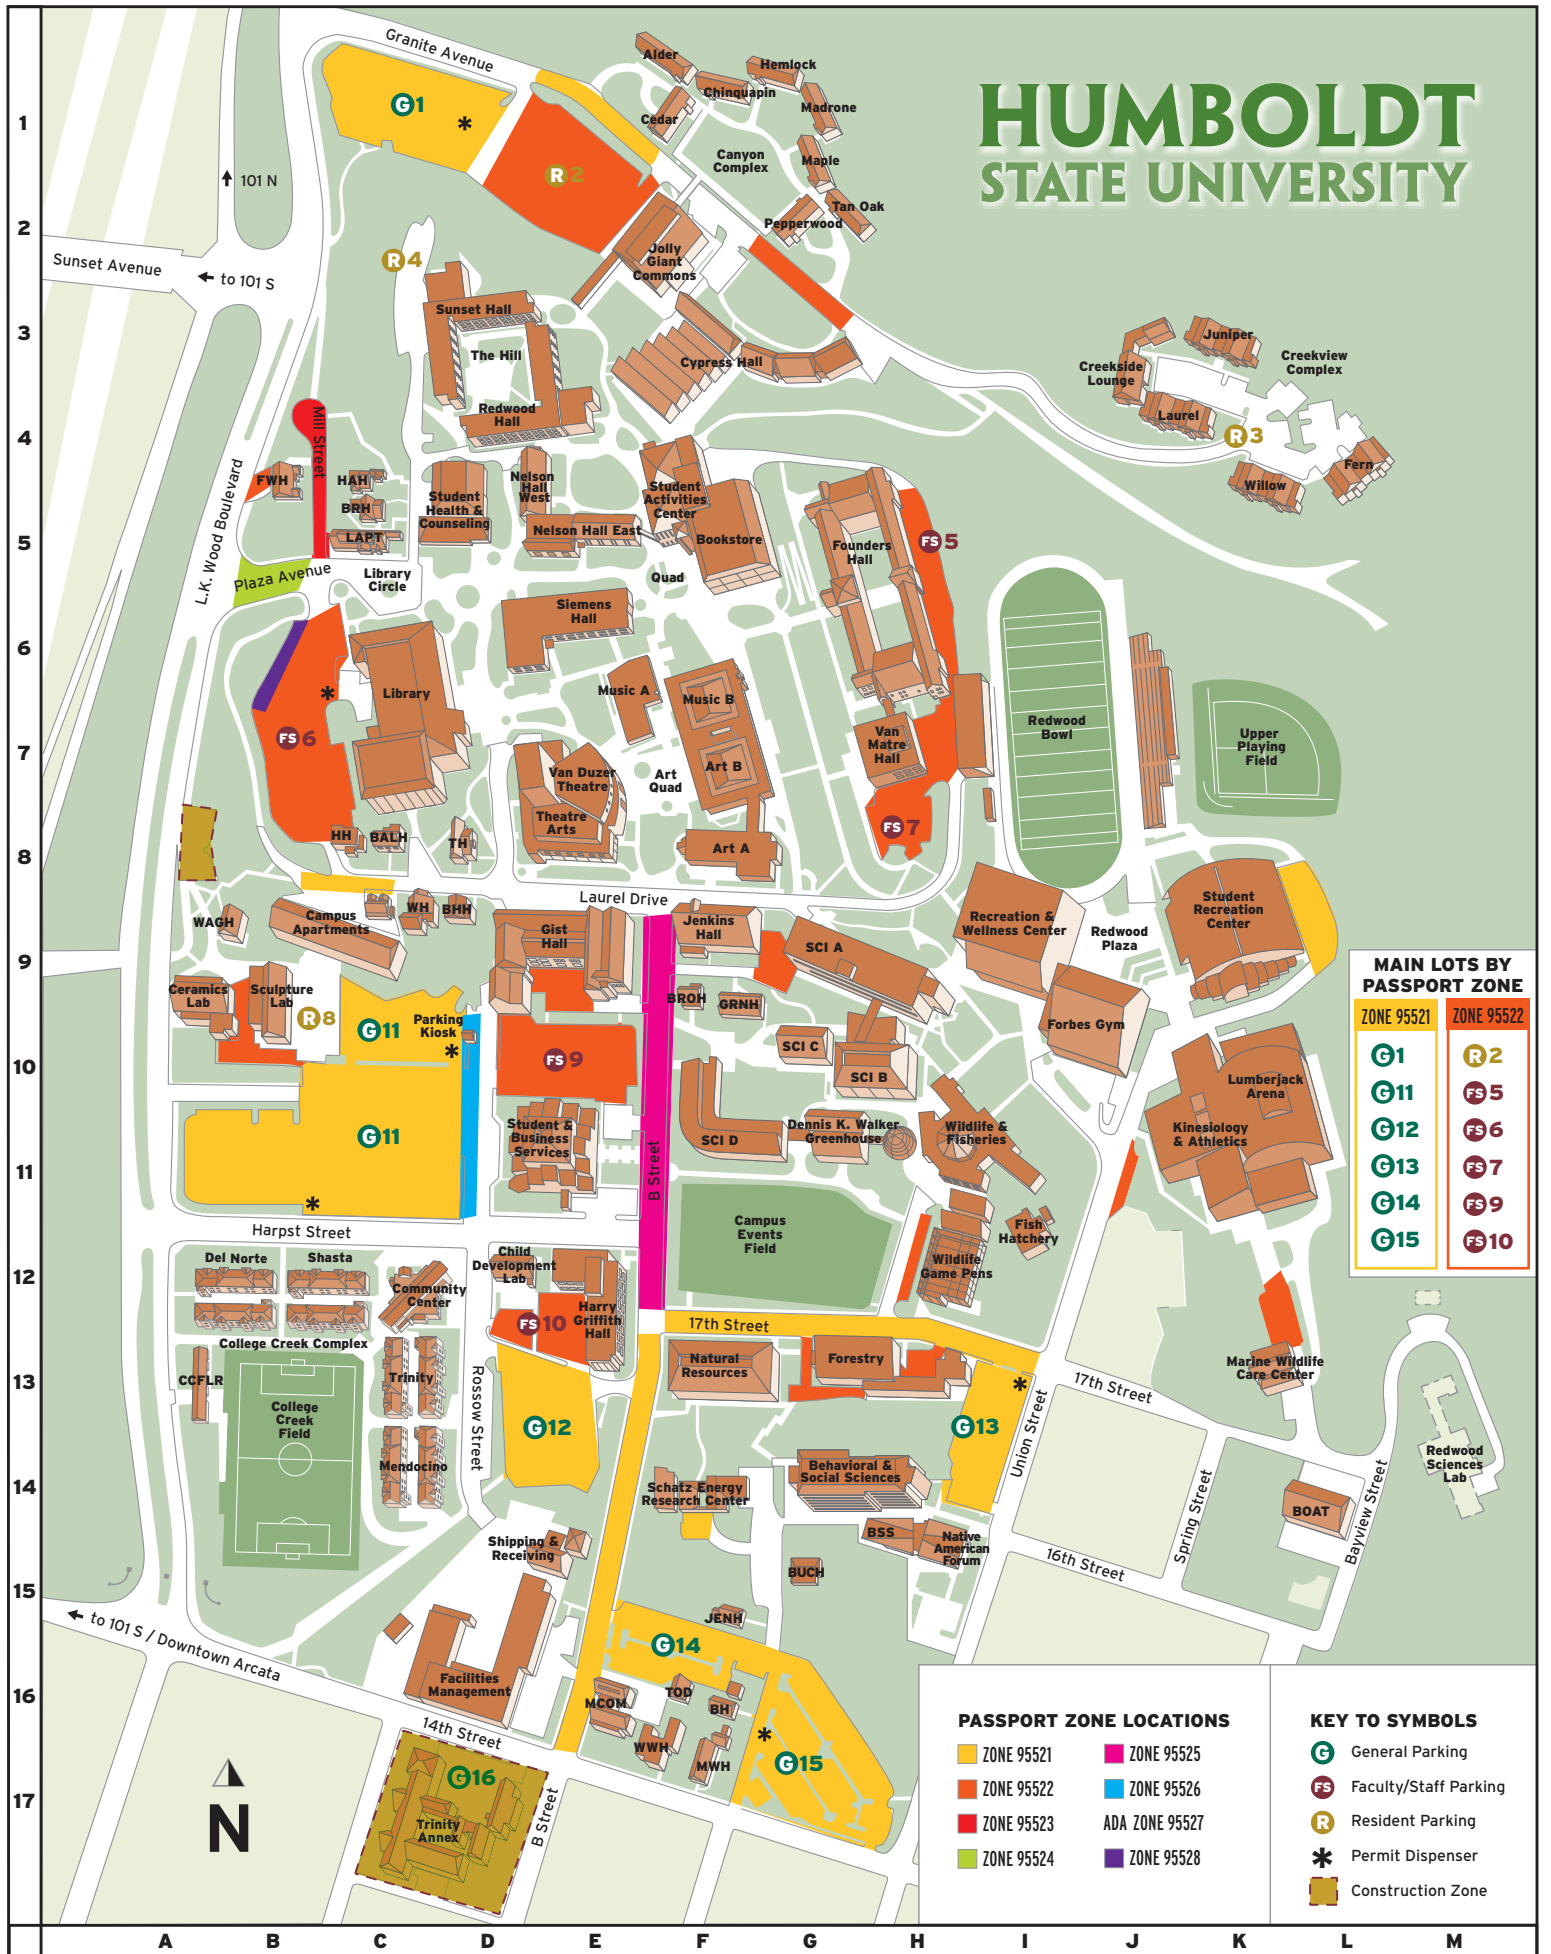 HUMBOLDT
STATE UNIVERSITY
Granite Avenue
G1
*
R2
Alder
Hemlock
Chinquapin
Madrone
Cedar
Canyon
Complex
Maple
Tan Oak
Pepperwood
Jolly
Giant
Commons
101 N
Sunset Avenue
to 101 S
R4
Sunset Hall
The Hill
Redwood
Hall
Cypress Hall
Juniper
Creekside
Lounge
Creekview
Complex
Laurel
R3
Willow
Fern
Mill Street
L.K. Wood Boulevard
FWH
HAH
BRH
LAPT
Student
Health &
Counseling
Nelson
Hall
West
Nelson Hall East
Student
Activities
Center
Bookstore
Founders
Hall
FS5
Plaza Avenue
Library
Circle
Quad
Siemens
Hall
Library
*
FS6
Music A
Music B
Art B
Art
Quad
Van Duzer
Theatre
Theatre
Arts
Art A
Van
Matre
Hall
FS7
Redwood
Bowl
Upper
Playing
Field
HH
BALH
TH
Laurel Drive
WAGH
Campus
Apartments
WH
BHH
Gist
Hall
Jenkins
Hall
SCI A
Recreation &
Wellness Center
Redwood
Plaza
Student
Recreation
Center
Ceramics
Lab
Sculpture
Lab
R8
G11
Parking
Kiosk
*
BROH
GRNH
SCI C
SCI B
Forbes Gym
FS9
Lumberjack
Arena
Kinesiology
& Athletics
G11
*
Student &
Business
Services
B Street
SCI D
Dennis K. Walker
Greenhouse
Wildlife &
Fisheries
Harpst Street
Campus
Events
Field
Fish
Hatchery
Wildlife
Game Pens
Del Norte
Shasta
Community
Center
College Creek Complex
Child
Development
Lab
FS10
Harry
Griffith
Hall
17th Street
Natural
Resources
Forestry
*
Marine Wildlife
Care Center
CCFLR
College
Creek
Field
Trinity
Mendocino
Rossow Street
G12
G13
Union Street
17th Street
Redwood
Sciences
Lab
Behavioral &
Social Sciences
Schatz Energy
Research Center
BSS
Native
American
Forum
BOAT
Spring Street
Bayview Street
16th Street
Shipping &
Receiving
BUCH
JENH
G14
to 101 S / Downtown Arcata
Facilities
Management
14th Street
MCOM
TOD
BH
WWH
MWH
*
G15
G16
Trinity
Annex
B Street
N
MAIN LOTS BY
PASSPORT ZONE
ZONE 95521
ZONE 95522
G1
R2
G11
FS5
G12
FS6
G13
FS7
G14
FS9
G15
FS10
PASSPORT ZONE LOCATIONS
ZONE 95521
ZONE 95525
ZONE 95522
ZONE 95526
ZONE 95523
ADA ZONE 95527
ZONE 95524
ZONE 95528
KEY TO SYMBOLS
G General Parking
FS Faculty/Staff Parking
R Resident Parking
* Permit Dispenser
Construction Zone
1
2
3
4
5
6
7
8
9
10
11
12
13
14
15
16
17
A B C D E F G H I J K L M